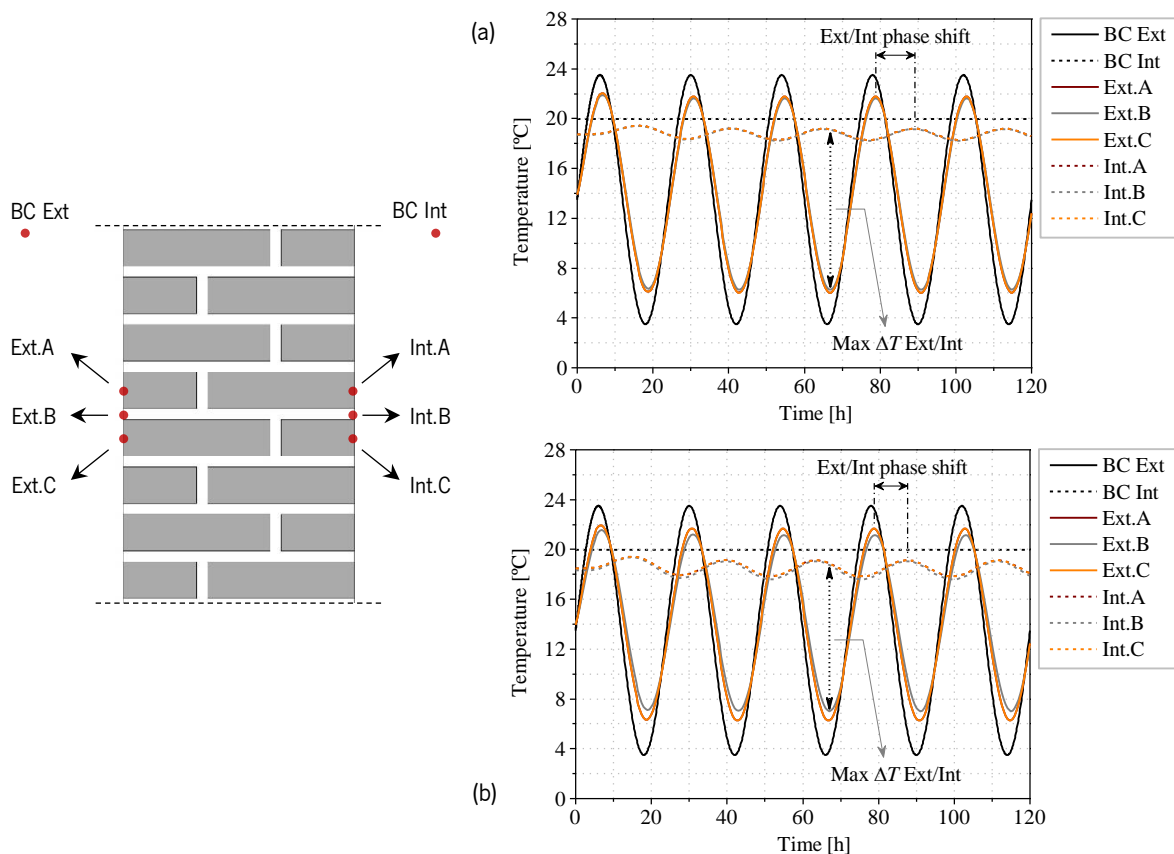 BC Ext
BC Int
Ext.A
Int.A
Ext.B
Int.B
Ext.C
Int.C
(a)
Ext/Int phase shift
28
24
20
16
12
8
4
0
Temperature [ºC]
Max ΔT Ext/Int
0 20 40 60 80 100 120
Time [h]
BC Ext
BC Int
Ext.A
Ext.B
Ext.C
Int.A
Int.B
Int.C
(b)
Ext/Int phase shift
28
24
20
16
12
8
4
0
Temperature [ºC]
Max ΔT Ext/Int
0 20 40 60 80 100 120
Time [h]
BC Ext
BC Int
Ext.A
Ext.B
Ext.C
Int.A
Int.B
Int.C